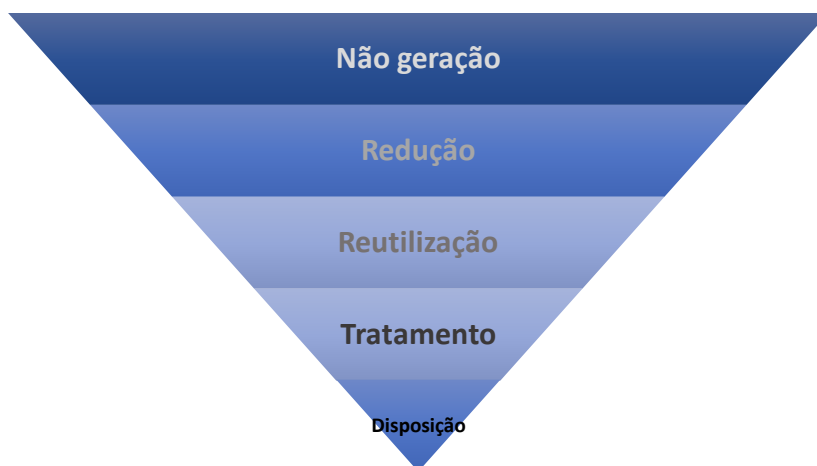 Não geração
Redução
Reutilização
Tratamento
Disposição